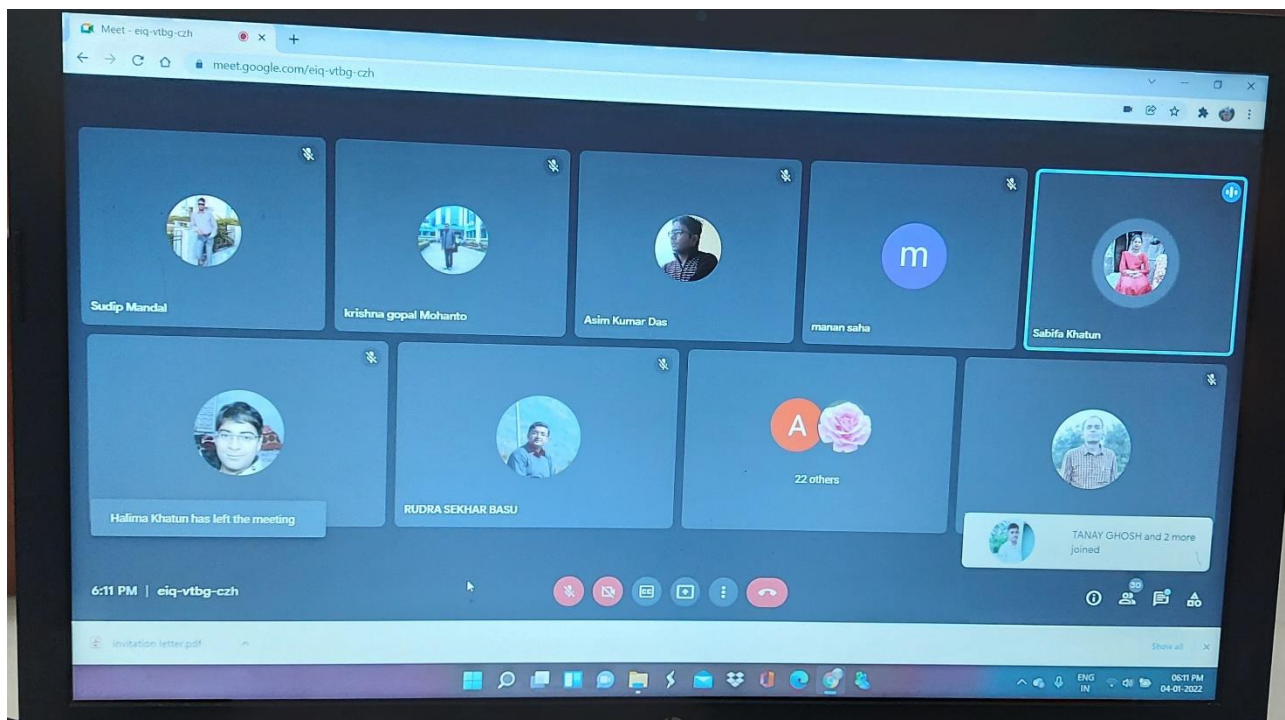 Meet - eiq-vtbg-czh
meet.google.com/eiq-vtbg-czh
Sudip Mandal
krishna gopal Mohanto
Asim Kumar Das
m
manan saha
Sabifa Khatun
Halima Khatun has left the meeting
RUDRA SEKHAR BASU
A
22 others
TANAY GHOSH and 2 more
joined
6:11 PM | eiq-vtbg-czh
CC
30
invitation letter.pdf
Show all
ENG
IN
06:11 PM
04-01-2022